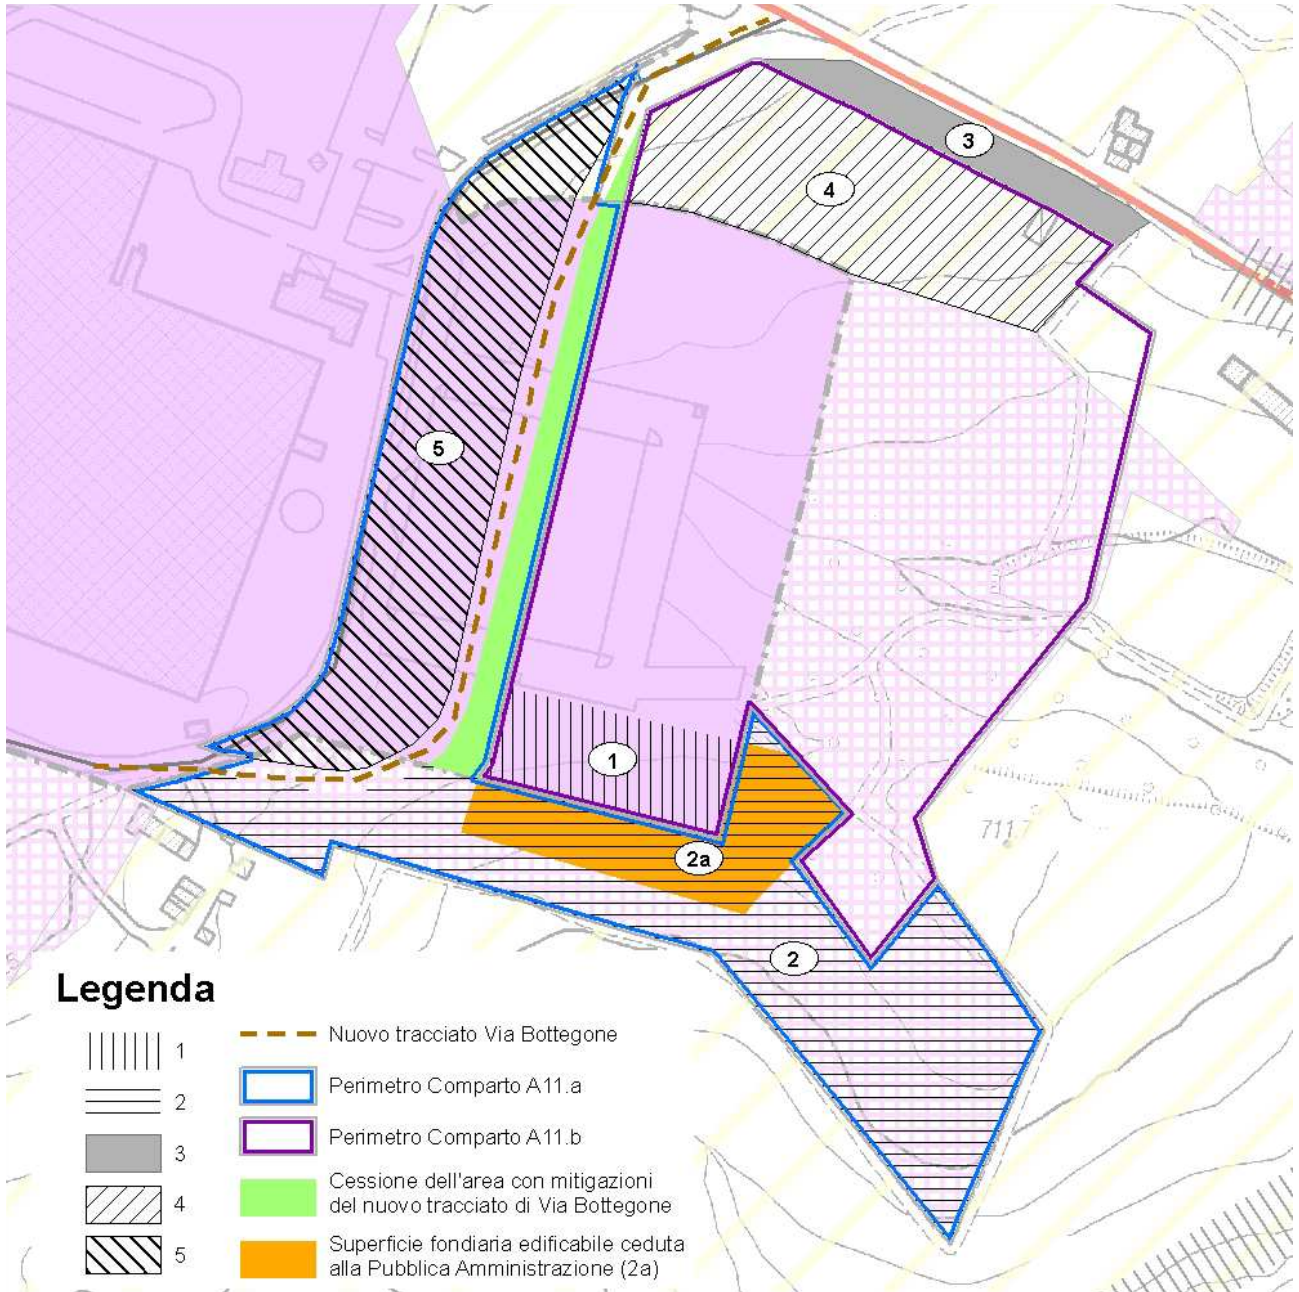 3
4
5
1
2a
2
711.7
Legenda
1
2
3
4
5
Nuovo tracciato Via Bottegone
Perimetro Comparto A11.a
Perimetro Comparto A11.b
Cessione dell'area con mitigazioni
del nuovo tracciato di Via Bottegone
Superficie fondiaria edificabile ceduta
alla Pubblica Amministrazione (2a)